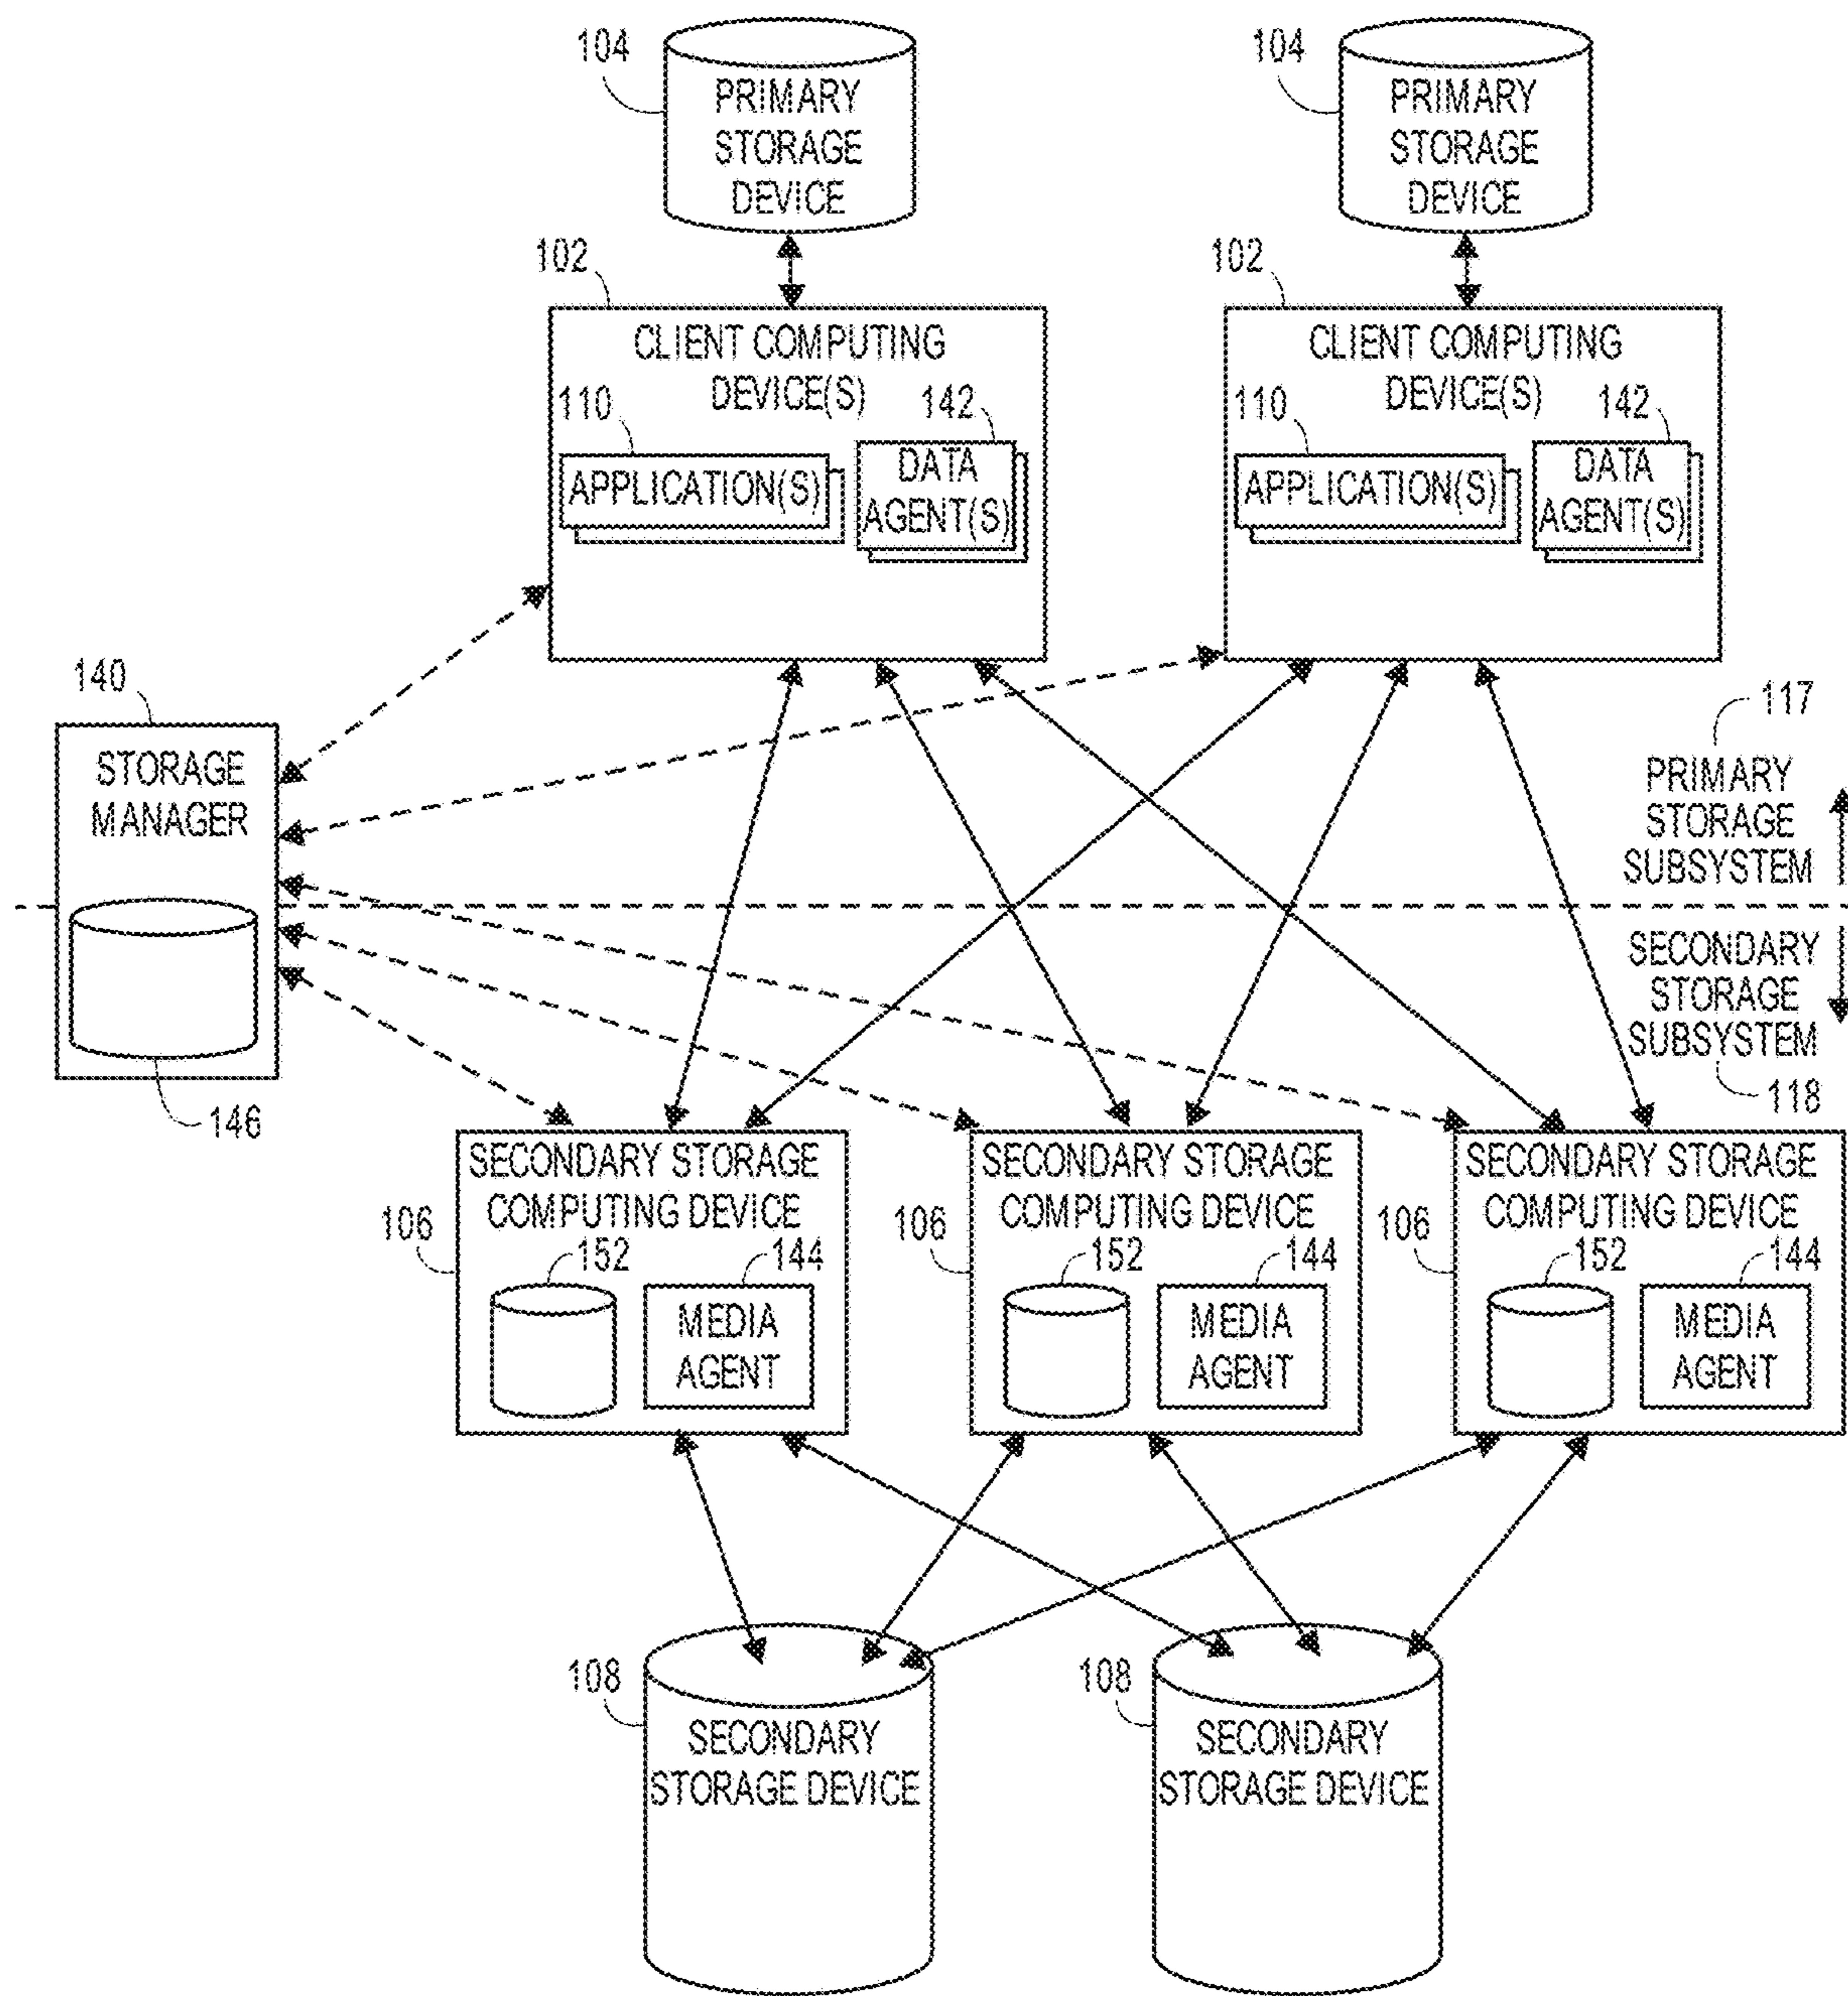 104
PRIMARY
STORAGE
DEVICE
104
PRIMARY
STORAGE
DEVICE
102
CLIENT COMPUTING
DEVICE(S)
110
142
APPLICATION(S)
DATA
AGENT(S)
102
CLIENT COMPUTING
DEVICE(S)
110
142
APPLICATION(S)
DATA
AGENT(S)
140
STORAGE
MANAGER
146
117
PRIMARY
STORAGE
SUBSYSTEM
SECONDARY
STORAGE
SUBSYSTEM
118
SECONDARY STORAGE
COMPUTING DEVICE
106
152
144
MEDIA
AGENT
SECONDARY STORAGE
COMPUTING DEVICE
106
152
144
MEDIA
AGENT
SECONDARY STORAGE
COMPUTING DEVICE
106
152
144
MEDIA
AGENT
108
SECONDARY
STORAGE DEVICE
108
SECONDARY
STORAGE DEVICE